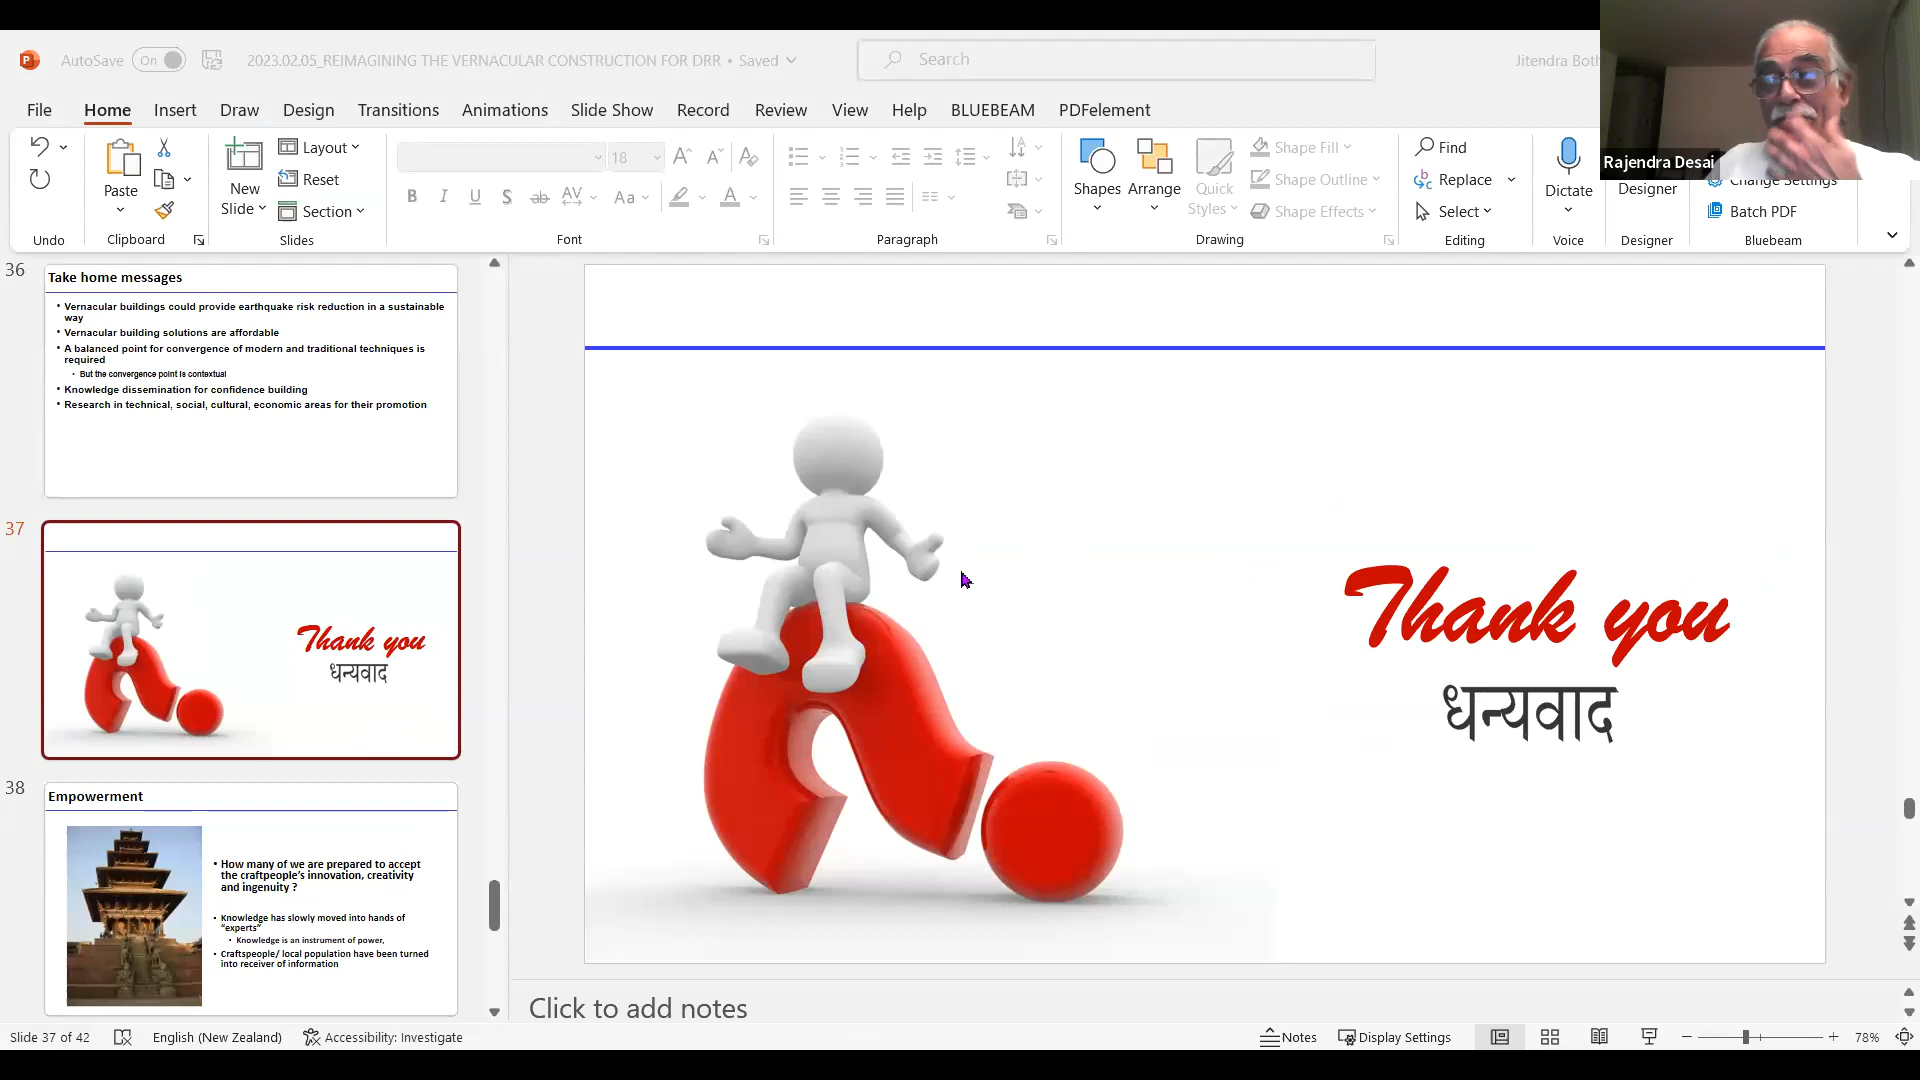 AutoSave On 2023.02.05_REIMAGINING THE VERNACULAR CONSTRUCTION FOR DRR • Saved Search Jitendra Both
File Home Insert Draw Design Transitions Animations Slide Show Record Review View Help BLUEBEAM PDFelement
Paste
New Slide
Layout
Reset
Section
18
B I U S ab AV Aa A
Shapes Arrange Quick Styles
Shape Fill
Shape Outline
Shape Effects
Find
Replace
Select
Dictate
Designer
Change Settings
Batch PDF
Rajendra Desai
Undo Clipboard Slides Font Paragraph Drawing Editing Voice Designer Bluebeam
36
Take home messages
• Vernacular buildings could provide earthquake risk reduction in a sustainable
way
• Vernacular building solutions are affordable
• A balanced point for convergence of modern and traditional techniques is
required
• But the convergence point is contextual
• Knowledge dissemination for confidence building
• Research in technical, social, cultural, economic areas for their promotion
37
Thank you
धन्यवाद
38
Empowerment
• How many of we are prepared to accept
the craftpeople's innovation, creativity
and ingenuity ?
• Knowledge has slowly moved into hands of
“experts”
• Knowledge is an instrument of power,
• Craftspeople/ local population have been turned
into receiver of information
Thank you
धन्यवाद
Click to add notes
Slide 37 of 42 English (New Zealand) Accessibility: Investigate Notes Display Settings 78%